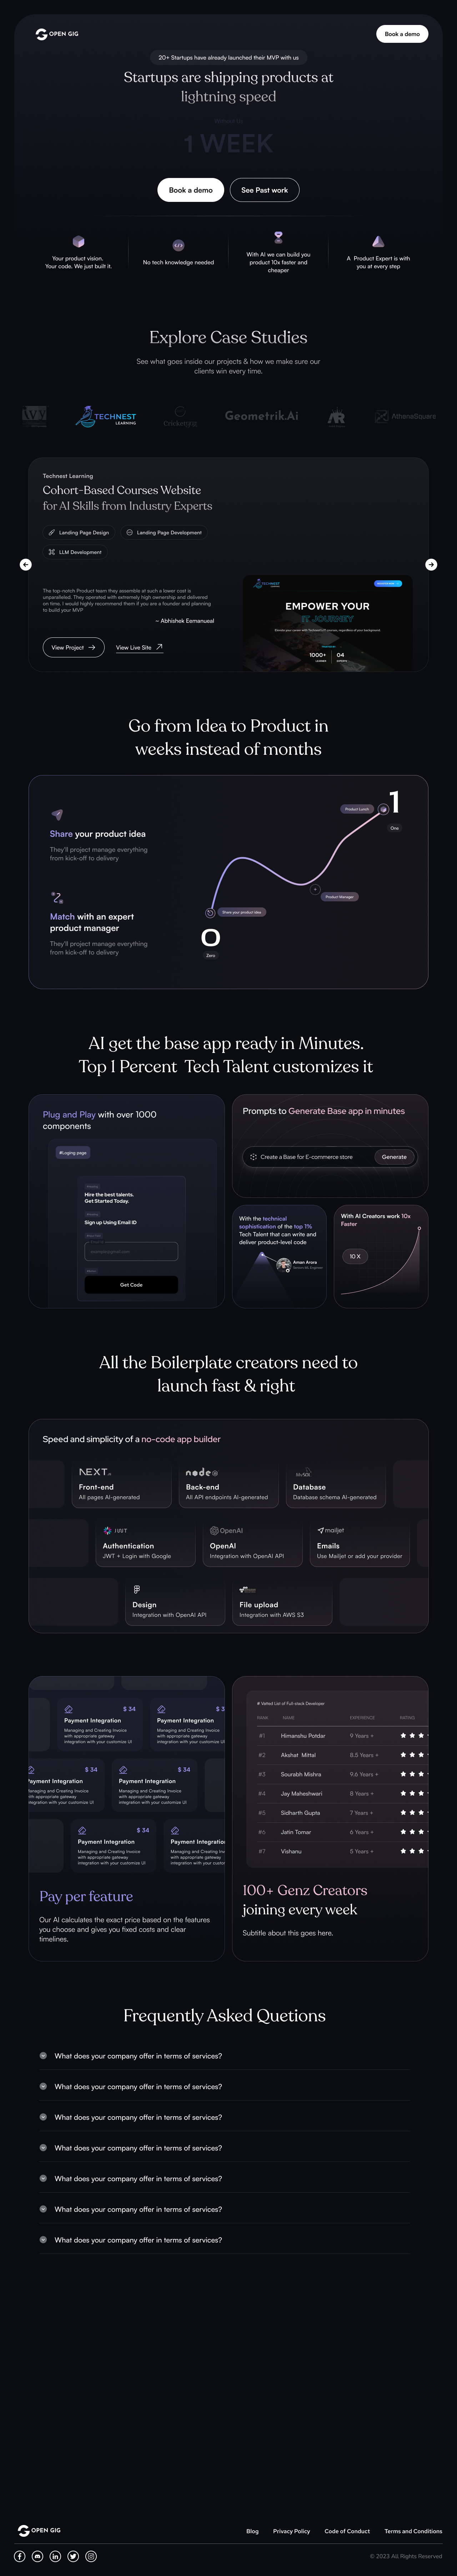 OPEN GIG
Book a demo
20+ Startups have already launched their MVP with us
Startups are shipping products at
lightning speed
1 WEEK
Book a demo
See Past work
Your product vision.
Your code. We just built it.
No tech knowledge needed
With AI we can build you
product 10x faster and
cheaper
A Product Expert is with
you at every step
Explore Case Studies
See what goes inside our projects & how we make sure our
clients win every time.
TECHNEST
LEARNING
Cricketgig
Geometrik.Ai
AR
AthenaSquare
Technest Learning
Cohort-Based Courses Website
for AI Skills from Industry Experts
Landing Page Design
Landing Page Development
LLM Development
The top-notch Product team they assemble at such a lower cost is
unparalleled. They operated with extremely high ownership and delivered
on time. I would highly recommend them if you are a founder and planning
to build your MVP
~ Abhishek Eemanueal
View Project
View Live Site
EMPOWER YOUR
IMAGINATION
Elevate your career with Technest's IT courses, regardless of your background.
1000+
04
Go from Idea to Product in
weeks instead of months
Share your product idea
They'll project manage everything
from kick-off to delivery
Match with an expert
product manager
They'll project manage everything
from kick-off to delivery
1
Product Lunch
One
Product Manager
Share your product idea
0
Zero
AI get the base app ready in Minutes.
Top 1 Percent Tech Talent customizes it
Plug and Play with over 1000
components
#Loging page
Hire the best talents.
Get Started Today.
Sign up Using Email ID
Get Code
Prompts to Generate Base app in minutes
Create a Base for E-commerce store
Generate
With the technical
sophistication of the top 1%
Tech Talent that can write and
deliver product-level code
Aman Arora
With AI Creators work 10x
Faster
10 X
All the Boilerplate creators need to
launch fast & right
Speed and simplicity of a no-code app builder
NEXT.JS
Front-end
All pages AI-generated
node
Back-end
All API endpoints AI-generated
MySQL
Database
Database schema AI-generated
JWT
Authentication
JWT + Login with Google
OpenAI
OpenAI
Integration with OpenAI API
mailjet
Emails
Use Mailjet or add your provider
Design
Integration with OpenAI API
File upload
Integration with AWS S3
$ 34
Payment Integration
Managing and Creating Invoice
with appropriate gateway
integration with your customize UI
$ 3
Payment Integration
Managing and Creating Invoice
with appropriate gateway
integration with your customize UI
$ 34
Payment Integration
Managing and Creating Invoice
with appropriate gateway
integration with your customize UI
$ 34
Payment Integration
Managing and Creating Invoice
with appropriate gateway
integration with your customize UI
$ 34
Payment Integration
Managing and Creating Invoice
with appropriate gateway
integration with your customize UI
Payment Integration
Managing and Creating Invoice
with appropriate gateway
integration with your custom
Pay per feature
Our AI calculates the exact price based on the features
you choose and gives you fixed costs and clear
timelines.
# Vatted List of Full-stack Developer
RANK NAME EXPERIENCE RATING
#1 Himanshu Potdar 9 Years +
#2 Akshat Mittal 8.5 Years +
#3 Sourabh Mishra 9.6 Years +
#4 Jay Maheshwari 8 Years +
#5 Sidharth Gupta 7 Years +
#6 Jatin Tomar 6 Years +
#7 Vishanu 5 Years +
100+ Genz Creators
joining every week
Subtitle about this goes here.
Frequently Asked Quetions
What does your company offer in terms of services?
What does your company offer in terms of services?
What does your company offer in terms of services?
What does your company offer in terms of services?
What does your company offer in terms of services?
What does your company offer in terms of services?
What does your company offer in terms of services?
OPEN GIG
Blog
Privacy Policy
Code of Conduct
Terms and Conditions
© 2023 All Rights Reserved